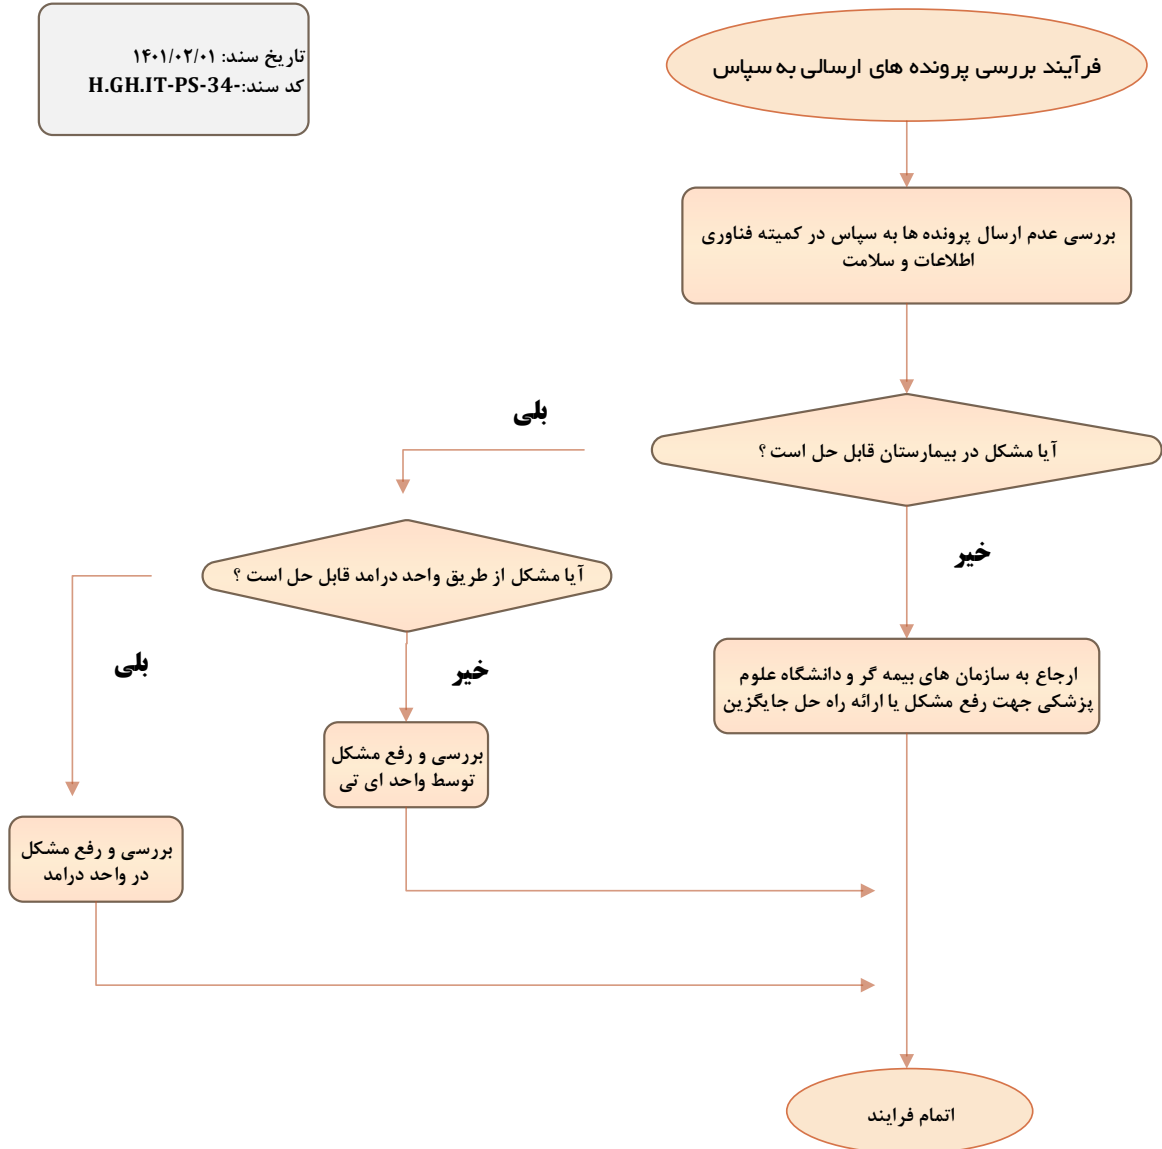 تاریخ سند: ۱۴۰۱/۰۲/۰۱
کد سند:-H.GH.IT-PS-34
فرآیند بررسی پرونده های ارسالی به سپاس
بررسی عدم ارسال پرونده ها به سپاس در کمیته فناوری
اطلاعات و سلامت
آیا مشکل در بیمارستان قابل حل است ؟
بلی
خیر
آیا مشکل از طریق واحد درامد قابل حل است ؟
بلی
خیر
ارجاع به سازمان های بیمه گر و دانشگاه علوم
پزشکی جهت رفع مشکل یا ارائه راه حل جایگزین
بررسی و رفع مشکل
توسط واحد ای تی
بررسی و رفع مشکل
در واحد درامد
اتمام فرایند